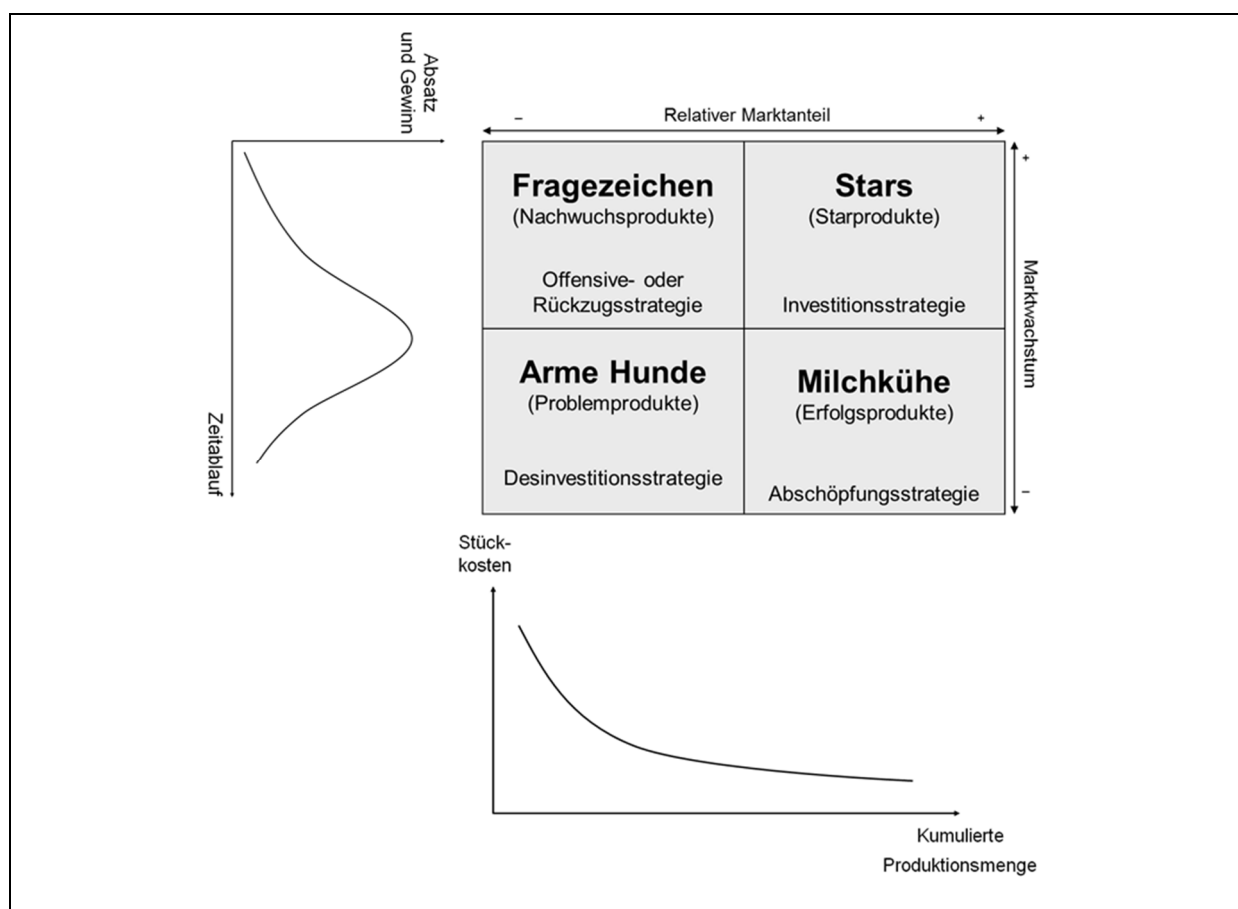 Absatz
und Gewinn
Zeitablauf
– Relativer Marktanteil +
Fragezeichen
(Nachwuchsprodukte)
Offensive- oder
Rückzugsstrategie
Stars
(Starprodukte)
Investitionsstrategie
Arme Hunde
(Problemprodukte)
Desinvestitionsstrategie
Milchkühe
(Erfolgsprodukte)
Abschöpfungsstrategie
+
Marktwachstum
–
Stück-
kosten
Kumulierte
Produktionsmenge